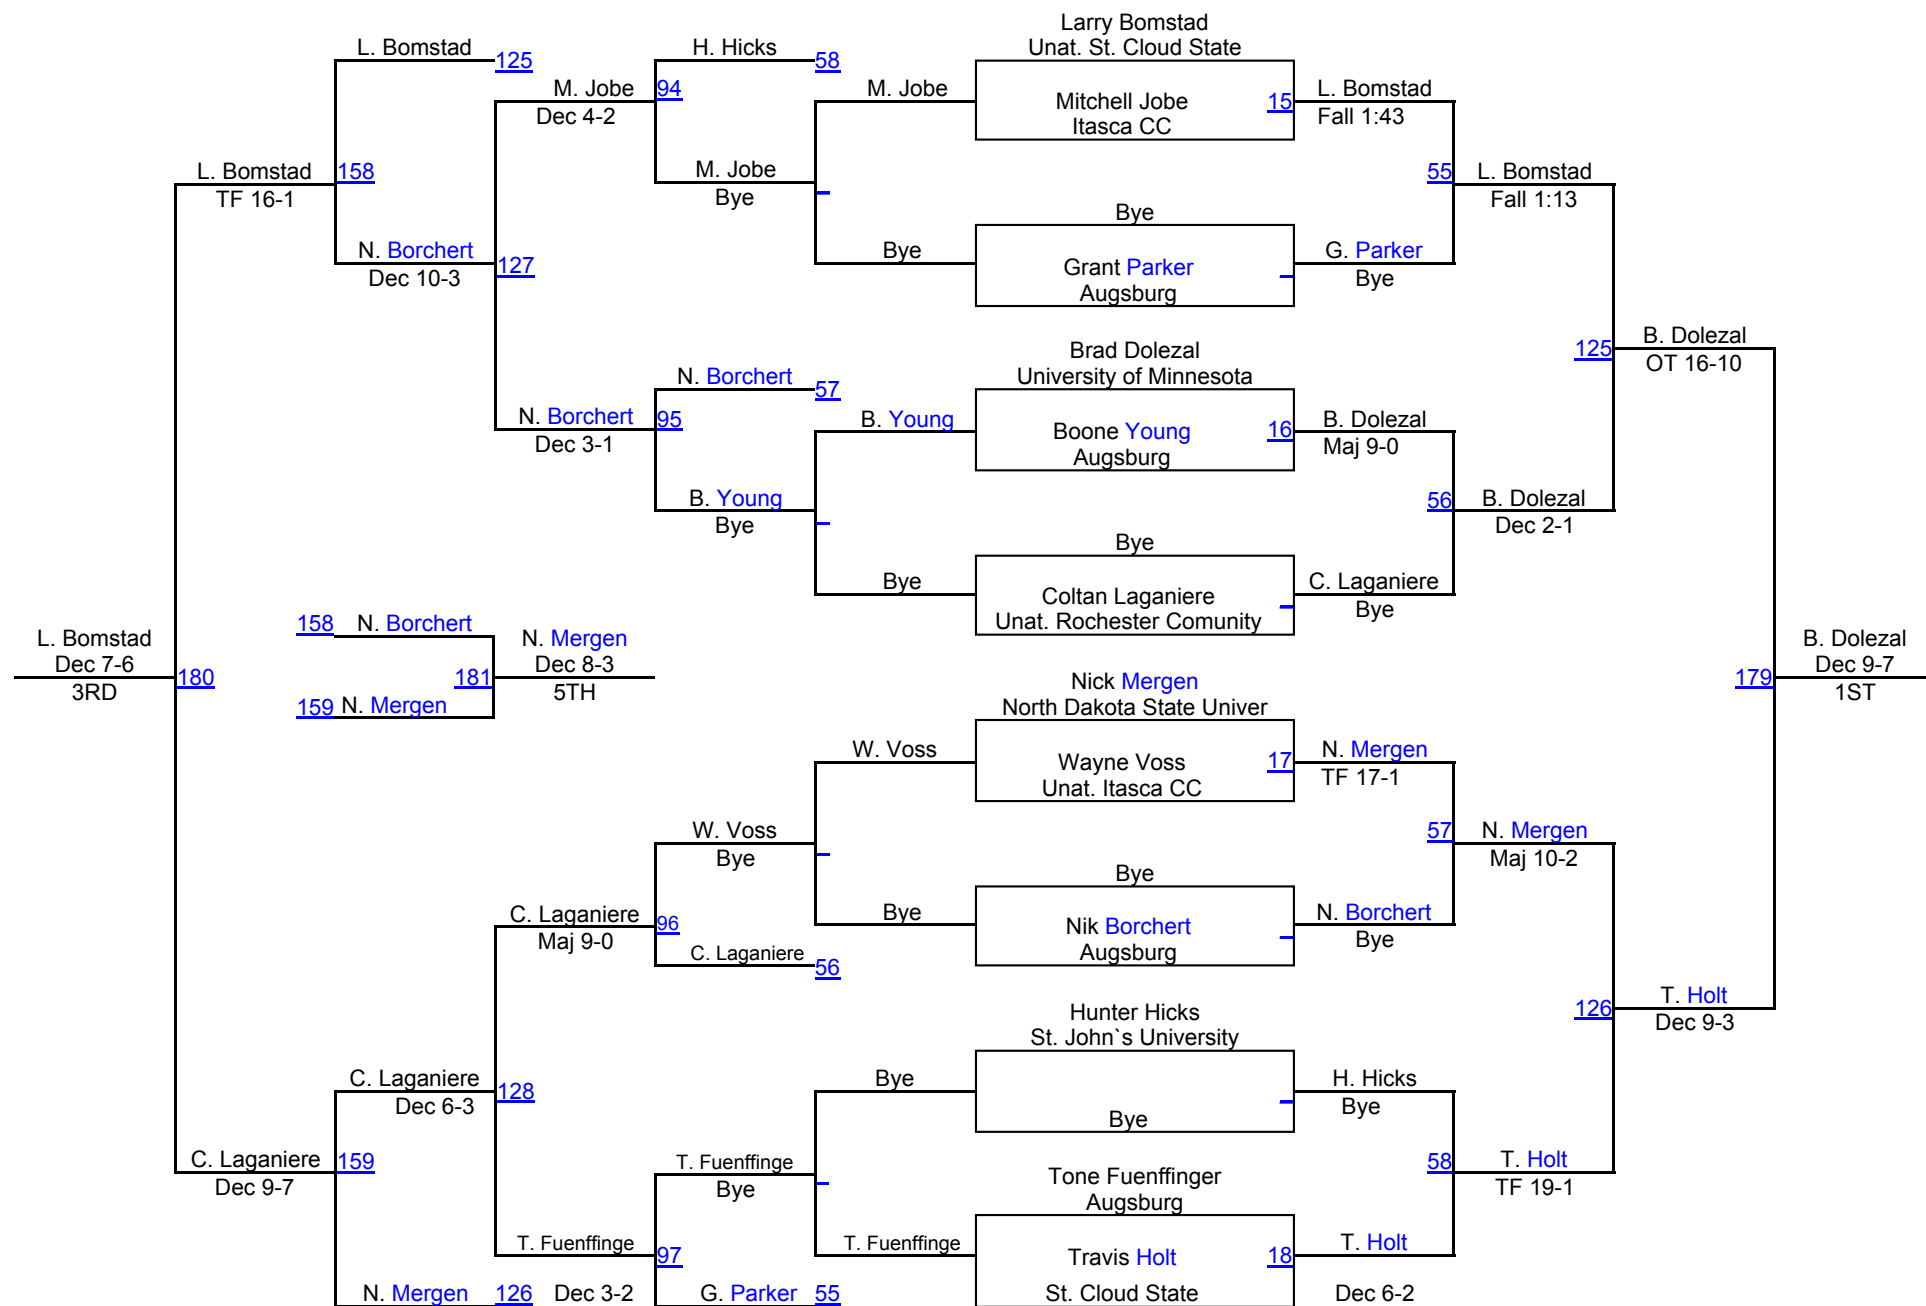 Larry Bomstad
L. Bomstad
H. Hicks
Unat. St. Cloud State
125
58
M. Jobe
94
M. Jobe
Mitchell Jobe
15
L. Bomstad
Dec 4-2
Itasca CC
Fall 1:43
L. Bomstad
158
M. Jobe
55
L. Bomstad
TF 16-1
Bye
Fall 1:13
Bye
N. Borchert
127
Bye
Grant Parker
G. Parker
Dec 10-3
Augsburg
Bye
Brad Dolezal
125
B. Dolezal
N. Borchert
57
University of Minnesota
OT 16-10
N. Borchert
95
B. Young
Boone Young
16
B. Dolezal
Dec 3-1
Augsburg
Maj 9-0
B. Young
56
B. Dolezal
Bye
Dec 2-1
Bye
Bye
Coltan Laganiere
C. Laganiere
Unat. Rochester Comunity
Bye
L. Bomstad
158
N. Borchert
N. Mergen
B. Dolezal
Dec 7-6
Dec 8-3
Dec 9-7
3RD
180
181
5TH
179
1ST
159
N. Mergen
Nick Mergen
North Dakota State Univer
W. Voss
Wayne Voss
17
N. Mergen
Unat. Itasca CC
TF 17-1
W. Voss
57
N. Mergen
Bye
Maj 10-2
Bye
C. Laganiere
96
Bye
Nik Borchert
N. Borchert
Maj 9-0
Augsburg
Bye
C. Laganiere
56
Hunter Hicks
126
T. Holt
St. John`s University
Dec 9-3
C. Laganiere
128
Bye
H. Hicks
Dec 6-3
Bye
Bye
C. Laganiere
159
T. Fuenffinge
Tone Fuenffinger
58
T. Holt
Dec 9-7
Bye
Augsburg
TF 19-1
T. Fuenffinge
97
T. Fuenffinge
Travis Holt
18
T. Holt
N. Mergen
126
Dec 3-2
G. Parker
55
St. Cloud State
Dec 6-2